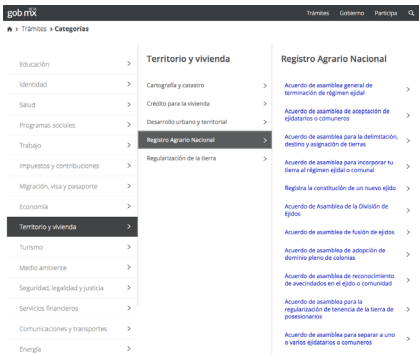 gob.mx
BETA
Trámites
Gobierno
Participa
> Trámites > Categorías
Educación
Identidad
Salud
Programas sociales
Trabajo
Impuestos y contribuciones
Migración, visa y pasaporte
Economía
Territorio y vivienda
Turismo
Medio ambiente
Seguridad, legalidad y justicia
Servicios financieros
Comunicaciones y transportes
Energía
Territorio y vivienda
Cartografía y catastro
Crédito para la vivienda
Desarrollo urbano y territorial
Registro Agrario Nacional
Regularización de la tierra
Registro Agrario Nacional
Acuerdo de asamblea general de
terminación de régimen ejidal
Acuerdo de asamblea de aceptación de
ejidatarios o comuneros
Acuerdo de asamblea para la delimitación,
destino y asignación de tierras
Acuerdo de asamblea para incorporar tu
tierra al régimen ejidal o comunal
Registra la constitución de un nuevo ejido
Acuerdo de Asamblea de la División de
Ejidos
Acuerdo de asamblea de fusión de ejidos
Acuerdo de asamblea de adopción de
dominio pleno de colonias
Acuerdo de asamblea de reconocimiento
de avecindados en el ejido o comunidad
Acuerdo de asamblea para la
regularización de tenencia de la tierra de
posesionarios
Acuerdo de asamblea para separar a uno
o varios ejidatarios o comuneros